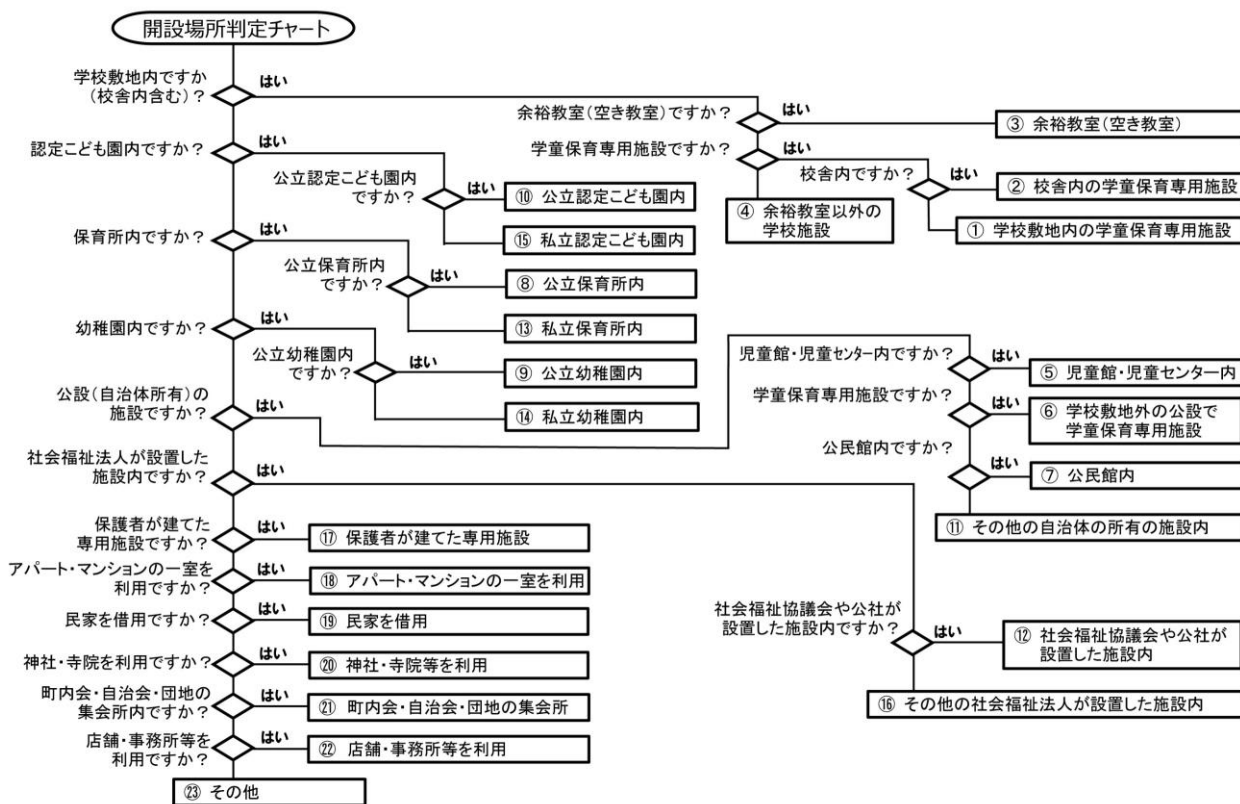 開設場所判定チャート
学校敷地内ですか
(校舎内含む)?
はい
余裕教室(空き教室)ですか?
はい
③ 余裕教室(空き教室)
学童保育専用施設ですか?
はい
校舎内ですか?
はい
② 校舎内の学童保育専用施設
① 学校敷地内の学童保育専用施設
④ 余裕教室以外の
学校施設
認定こども園内ですか?
はい
公立認定こども園内
ですか?
はい
⑩ 公立認定こども園内
⑮ 私立認定こども園内
保育所内ですか?
はい
公立保育所内
ですか?
はい
⑧ 公立保育所内
⑬ 私立保育所内
幼稚園内ですか?
はい
公立幼稚園内
ですか?
はい
⑨ 公立幼稚園内
⑭ 私立幼稚園内
公設(自治体所有)の
施設ですか?
はい
児童館・児童センター内ですか?
はい
⑤ 児童館・児童センター内
学童保育専用施設ですか?
はい
⑥ 学校敷地外の公設で
学童保育専用施設
公民館内ですか?
はい
⑦ 公民館内
⑪ その他の自治体の所有の施設内
社会福祉法人が設置した
施設内ですか?
はい
社会福祉協議会や公社が
設置した施設内ですか?
はい
⑫ 社会福祉協議会や公社が
設置した施設内
⑯ その他の社会福祉法人が設置した施設内
保護者が建てた
専用施設ですか?
はい
⑰ 保護者が建てた専用施設
アパート・マンションの一室を
利用ですか?
はい
⑱ アパート・マンションの一室を利用
民家を借用ですか?
はい
⑲ 民家を借用
神社・寺院を利用ですか?
はい
⑳ 神社・寺院等を利用
町内会・自治会・団地の
集会所内ですか?
はい
㉑ 町内会・自治会・団地の集会所
店舗・事務所等を
利用ですか?
はい
㉒ 店舗・事務所等を利用
㉓ その他